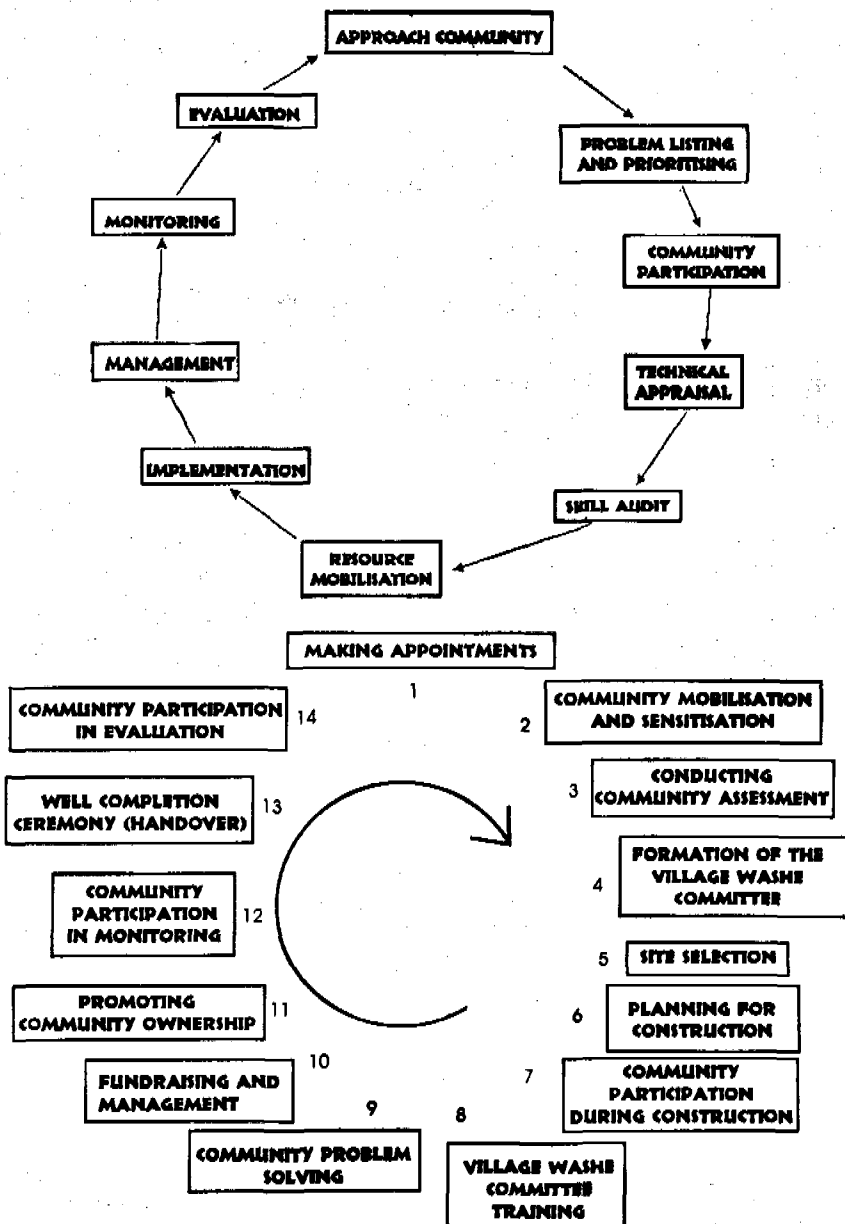 APPROACH COMMUNITY
PROBLEM LISTING
AND PRIORITISING
COMMUNITY
PARTICIPATION
TECHNICAL
APPRAISAL
SKILL AUDIT
RESOURCE
MOBILISATION
IMPLEMENTATION
MANAGEMENT
MONITORING
EVALUATION
MAKING APPOINTMENTS
1
2
COMMUNITY MOBILISATION
AND SENSITISATION
3
CONDUCTING
COMMUNITY ASSESSMENT
4
FORMATION OF THE
VILLAGE WASHE
COMMITTEE
5
SITE SELECTION
6
PLANNING FOR
CONSTRUCTION
7
COMMUNITY
PARTICIPATION
DURING CONSTRUCTION
8
VILLAGE WASHE
COMMITTEE
TRAINING
9
COMMUNITY PROBLEM
SOLVING
10
FUNDRAISING AND
MANAGEMENT
11
PROMOTING
COMMUNITY OWNERSHIP
12
COMMUNITY
PARTICIPATION
IN MONITORING
13
WELL COMPLETION
CEREMONY (HANDOVER)
14
COMMUNITY PARTICIPATION
IN EVALUATION